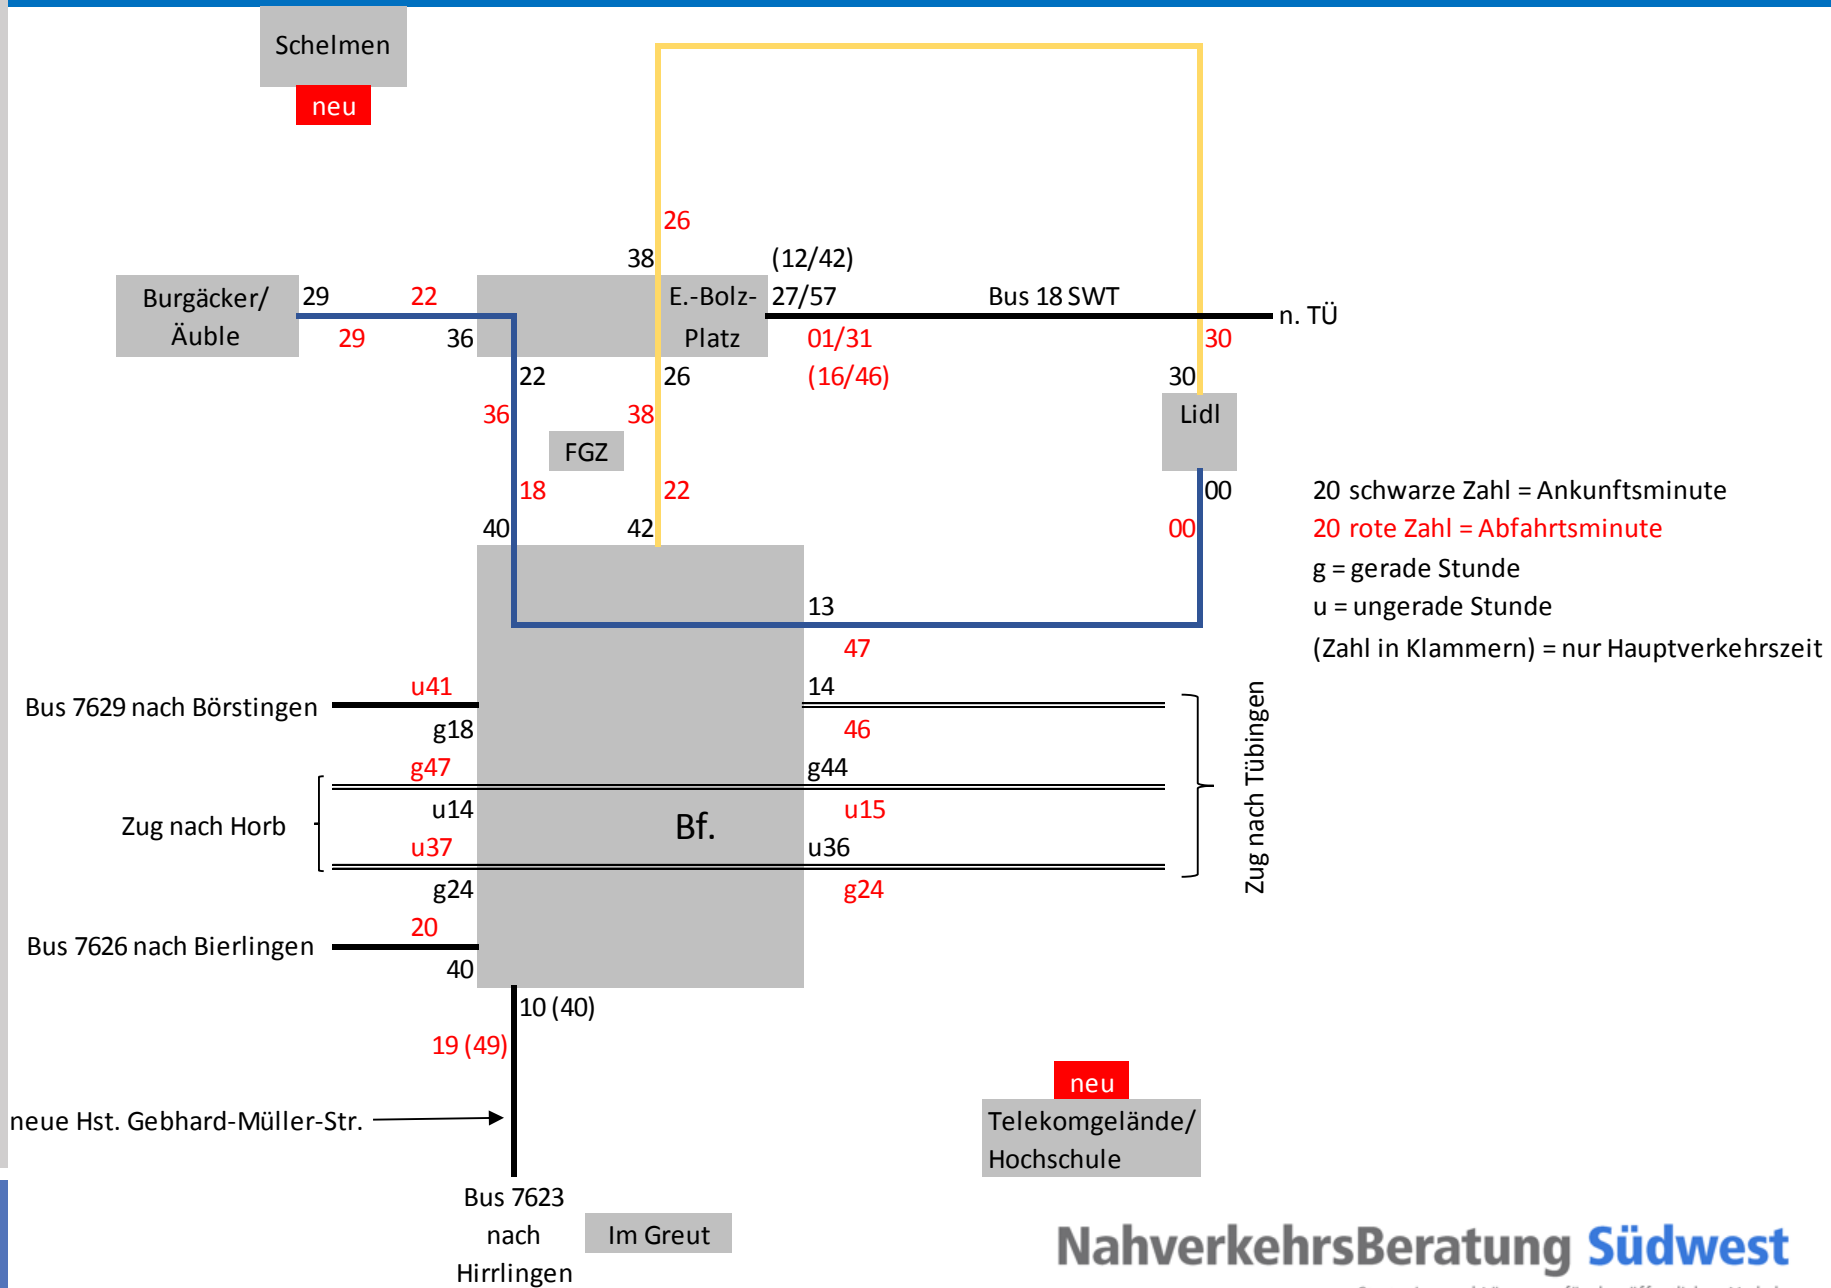 Schelmen
neu
26
38
(12/42)
Burgäcker/
Äuble
29
22
E.-Bolz-
Platz
27/57
Bus 18 SWT
n. TÜ
29
36
01/31
30
22
26
(16/46)
30
36
38
Lidl
FGZ
18
22
00
20 schwarze Zahl = Ankunftsminute
40
42
00
20 rote Zahl = Abfahrtsminute
g = gerade Stunde
13
u = ungerade Stunde
47
(Zahl in Klammern) = nur Hauptverkehrszeit
u41
14
Bus 7629 nach Börstingen
g18
46
g47
g44
Zug nach Tübingen
u14
u15
Zug nach Horb
Bf.
u37
u36
g24
g24
20
Bus 7626 nach Bierlingen
40
10 (40)
19 (49)
neu
neue Hst. Gebhard-Müller-Str.
Telekomgelände/
Hochschule
Bus 7623
nach
Hirrlingen
Im Greut
NahverkehrsBeratung Südwest